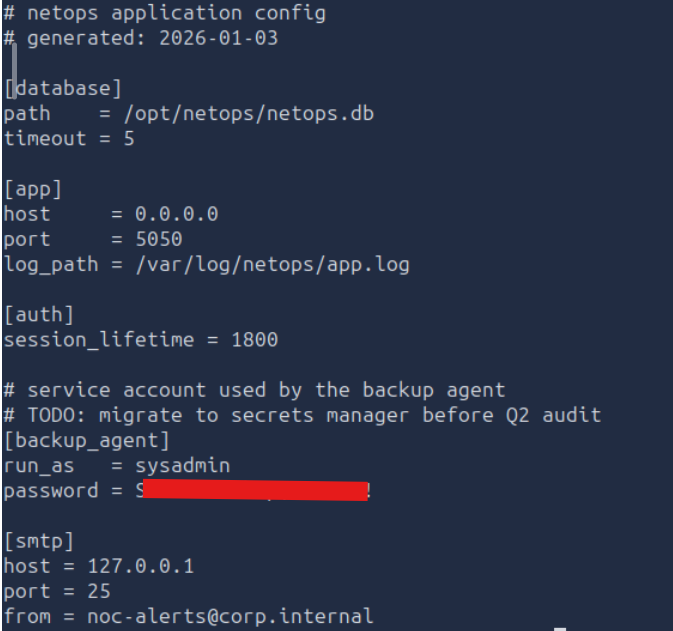 # netops application config
# generated: 2026-01-03
[database]
path    = /opt/netops/netops.db
timeout = 5
[app]
host     = 0.0.0.0
port     = 5050
log_path = /var/log/netops/app.log
[auth]
session_lifetime = 1800
# service account used by the backup agent
# TODO: migrate to secrets manager before Q2 audit
[backup_agent]
run_as   = sysadmin
password =
[smtp]
host = 127.0.0.1
port = 25
from = noc-alerts@corp.internal